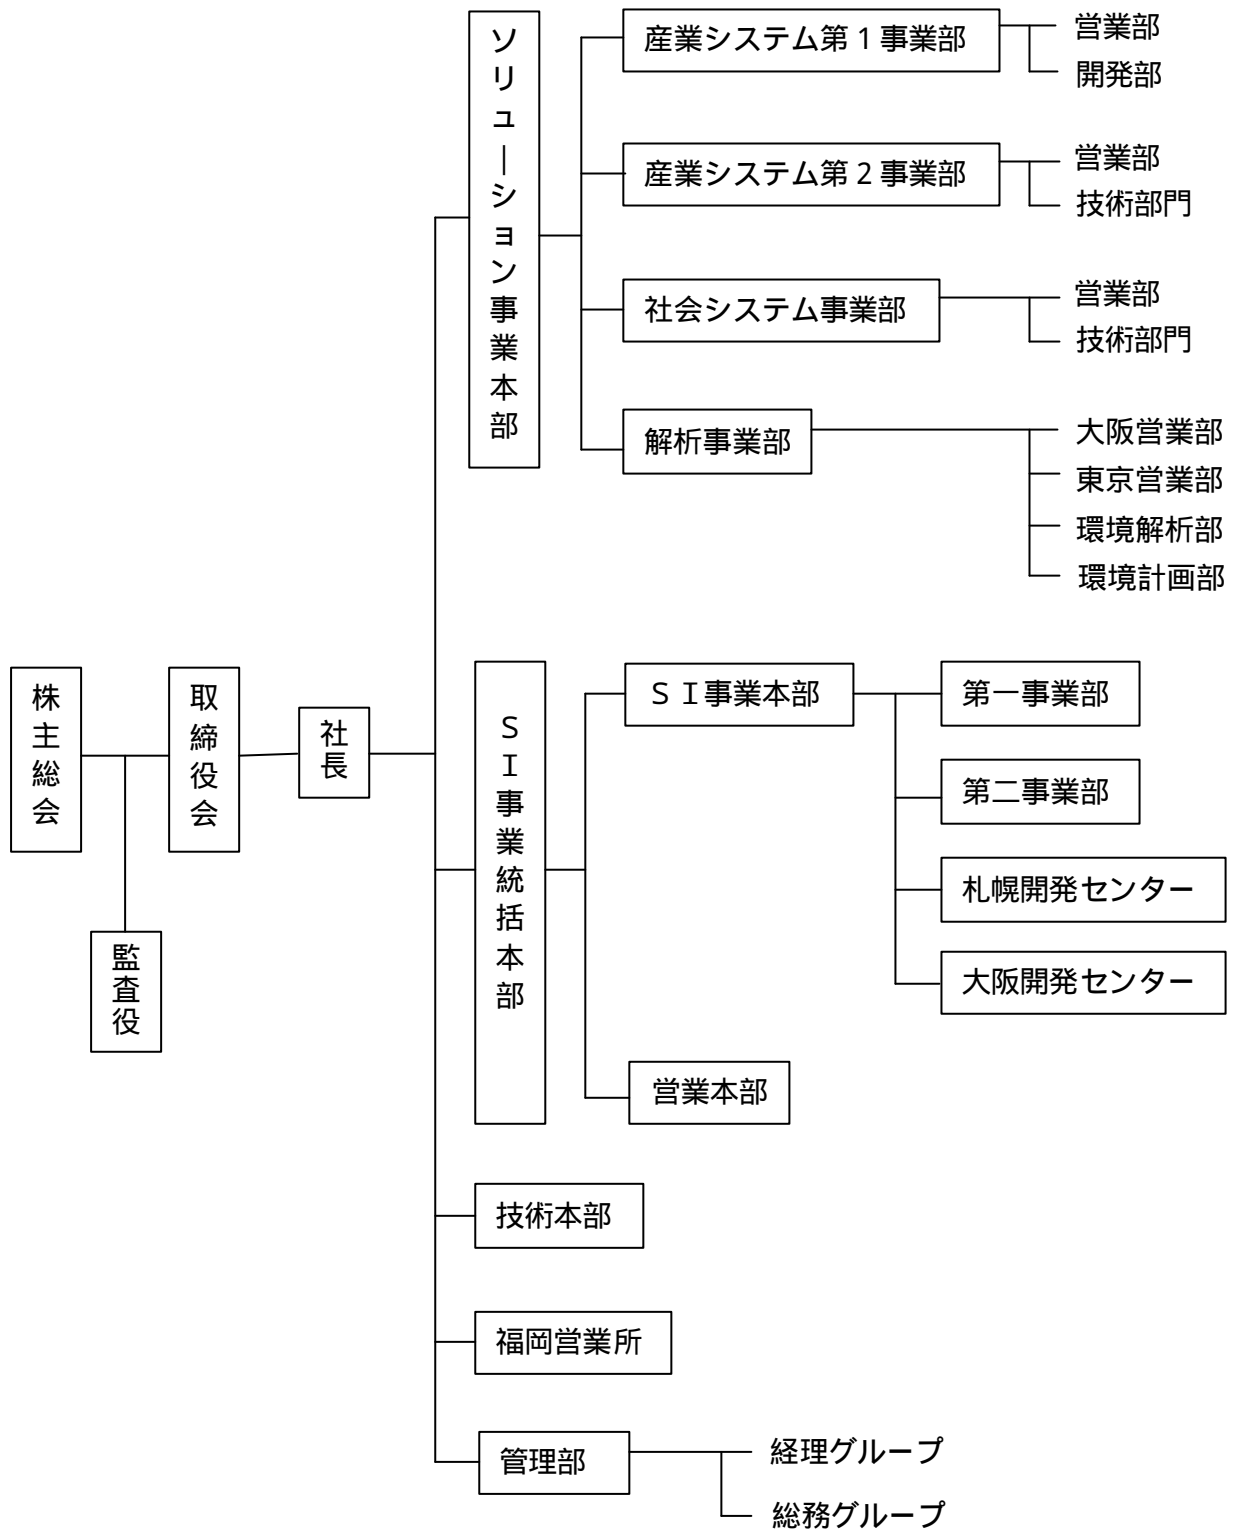 株主総会
監査役
取締役会
社長
ソリューション事業本部
産業システム第1事業部
営業部
開発部
産業システム第2事業部
営業部
技術部門
社会システム事業部
営業部
技術部門
解析事業部
大阪営業部
東京営業部
環境解析部
環境計画部
ＳＩ事業統括本部
ＳＩ事業本部
第一事業部
第二事業部
札幌開発センター
大阪開発センター
営業本部
技術本部
福岡営業所
管理部
経理グループ
総務グループ